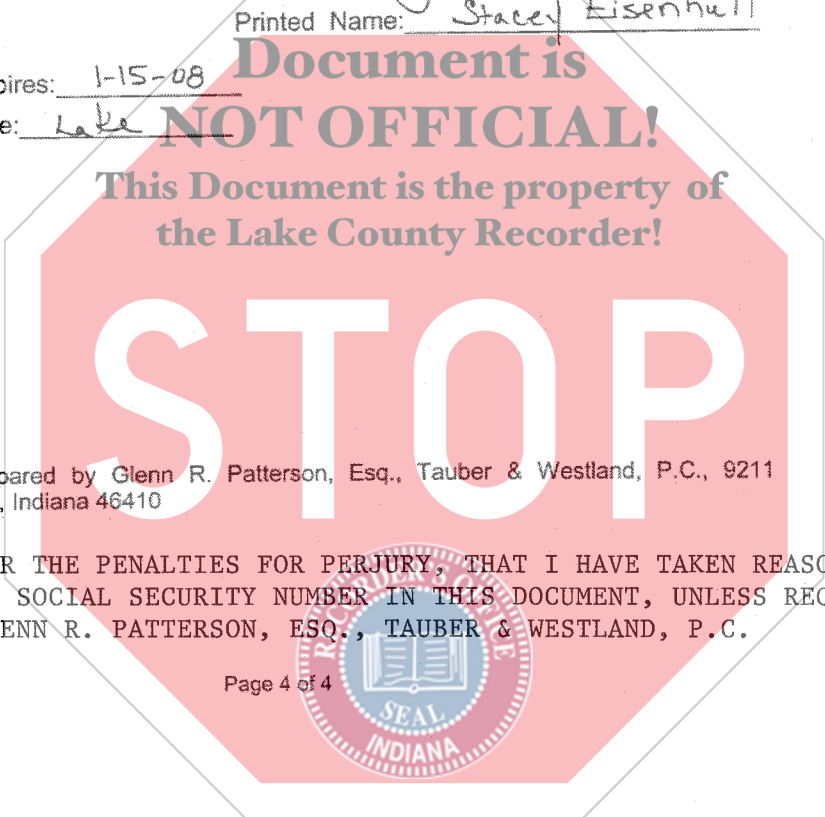 Printed Name: Stacey Eisenhutt
Document is
pires: 1-15-08
NOT OFFICIAL!
e: Lake
This Document is the property of
the Lake County Recorder!
STOP
pared by Glenn R. Patterson, Esq., Tauber & Westland, P.C., 9211
, Indiana 46410
R THE PENALTIES FOR PERJURY, THAT I HAVE TAKEN REASO
SOCIAL SECURITY NUMBER IN THIS DOCUMENT, UNLESS REQ
ENN R. PATTERSON, ESQ., TAUBER & WESTLAND, P.C.
Page 4 of 4
RECORDER'S OFFICE
SEAL
INDIANA